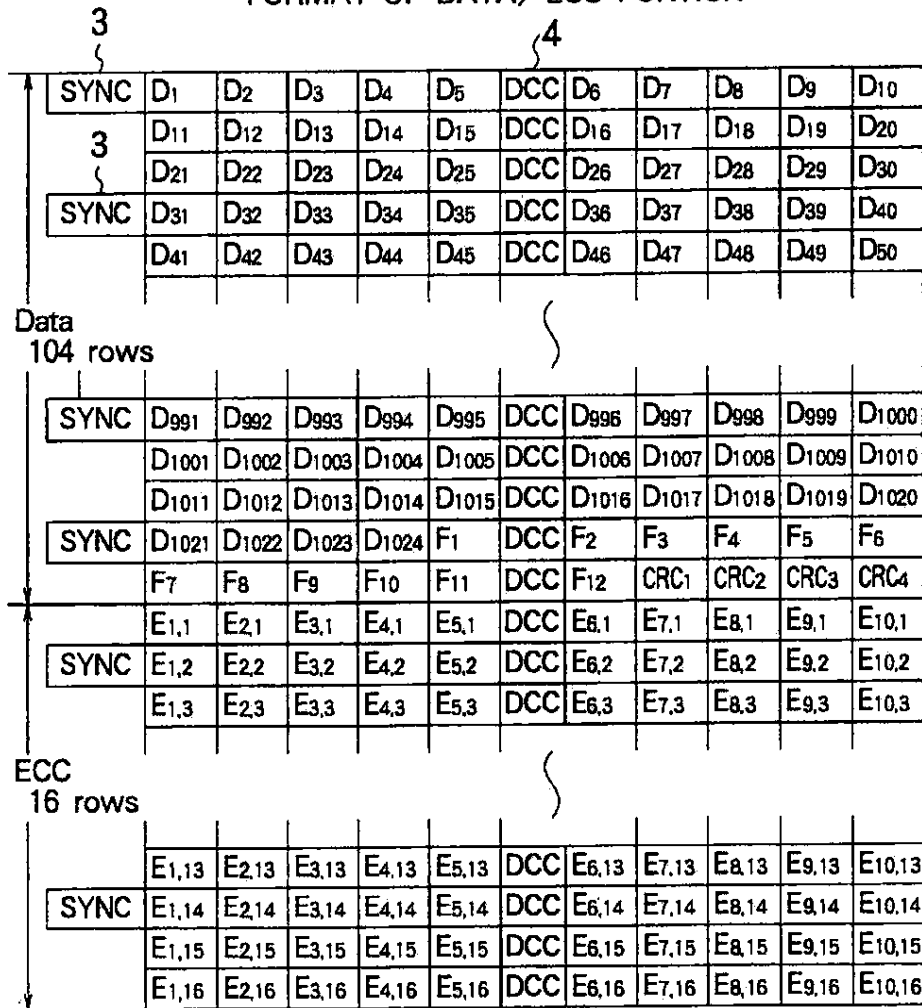 FORMAT OF DATA/ ECC PORTION
3
4
SYNC D1 D2 D3 D4 D5 DCC D6 D7 D8 D9 D10
D11 D12 D13 D14 D15 DCC D16 D17 D18 D19 D20
3
D21 D22 D23 D24 D25 DCC D26 D27 D28 D29 D30
SYNC D31 D32 D33 D34 D35 DCC D36 D37 D38 D39 D40
D41 D42 D43 D44 D45 DCC D46 D47 D48 D49 D50
Data
104 rows
SYNC D991 D992 D993 D994 D995 DCC D996 D997 D998 D999 D1000
D1001 D1002 D1003 D1004 D1005 DCC D1006 D1007 D1008 D1009 D1010
D1011 D1012 D1013 D1014 D1015 DCC D1016 D1017 D1018 D1019 D1020
SYNC D1021 D1022 D1023 D1024 F1 DCC F2 F3 F4 F5 F6
F7 F8 F9 F10 F11 DCC F12 CRC1 CRC2 CRC3 CRC4
E1,1 E2,1 E3,1 E4,1 E5,1 DCC E6,1 E7,1 E8,1 E9,1 E10,1
SYNC E1,2 E2,2 E3,2 E4,2 E5,2 DCC E6,2 E7,2 E8,2 E9,2 E10,2
E1,3 E2,3 E3,3 E4,3 E5,3 DCC E6,3 E7,3 E8,3 E9,3 E10,3
ECC
16 rows
E1,13 E2,13 E3,13 E4,13 E5,13 DCC E6,13 E7,13 E8,13 E9,13 E10,13
SYNC E1,14 E2,14 E3,14 E4,14 E5,14 DCC E6,14 E7,14 E8,14 E9,14 E10,14
E1,15 E2,15 E3,15 E4,15 E5,15 DCC E6,15 E7,15 E8,15 E9,15 E10,15
E1,16 E2,16 E3,16 E4,16 E5,16 DCC E6,16 E7,16 E8,16 E9,16 E10,16